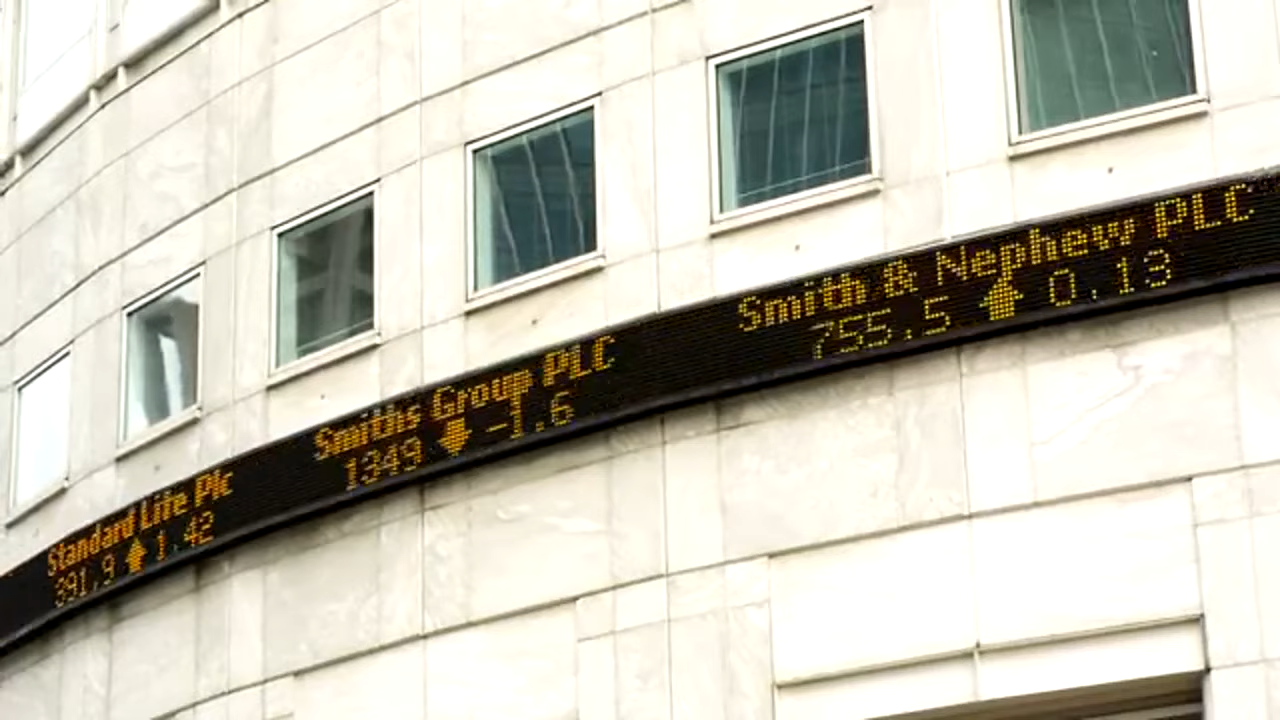 Standard Life Plc
391.9 ⬆ 1.42
Smiths Group PLC
1349 ⬇ -1.6
Smith & Nephew PLC
755.5 ⬆ 0.13